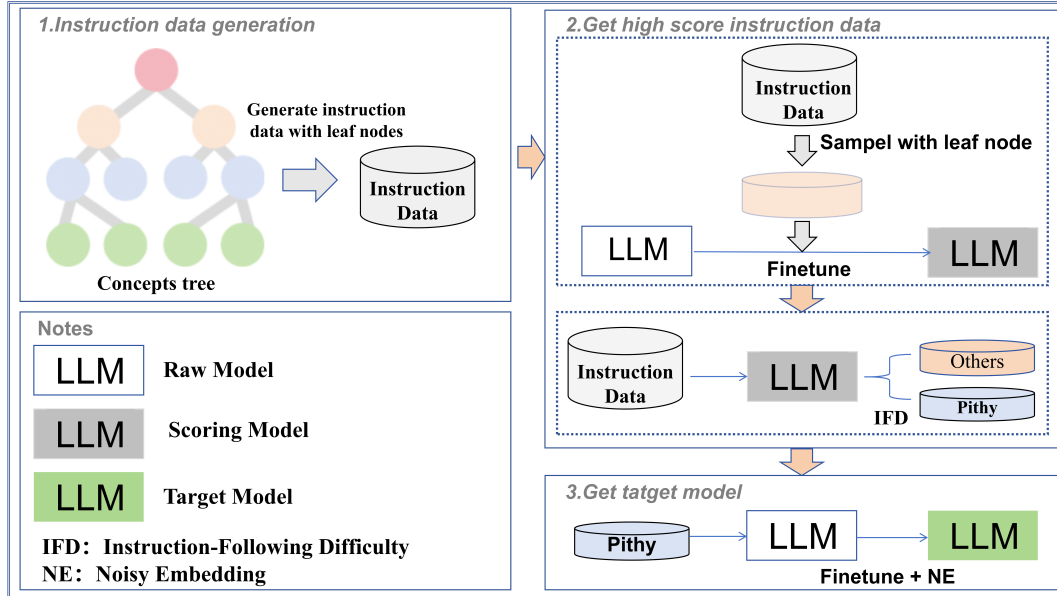 1.Instruction data generation
Generate instruction
data with leaf nodes
Instruction
Data
Concepts tree
Notes
LLM
Raw Model
LLM
Scoring Model
LLM
Target Model
IFD: Instruction-Following Difficulty
NE: Noisy Embedding
2.Get high score instruction data
Instruction
Data
Sampel with leaf node
LLM
Finetune
LLM
Instruction
Data
LLM
IFD
Others
Pithy
3.Get tatget model
Pithy
LLM
LLM
Finetune + NE